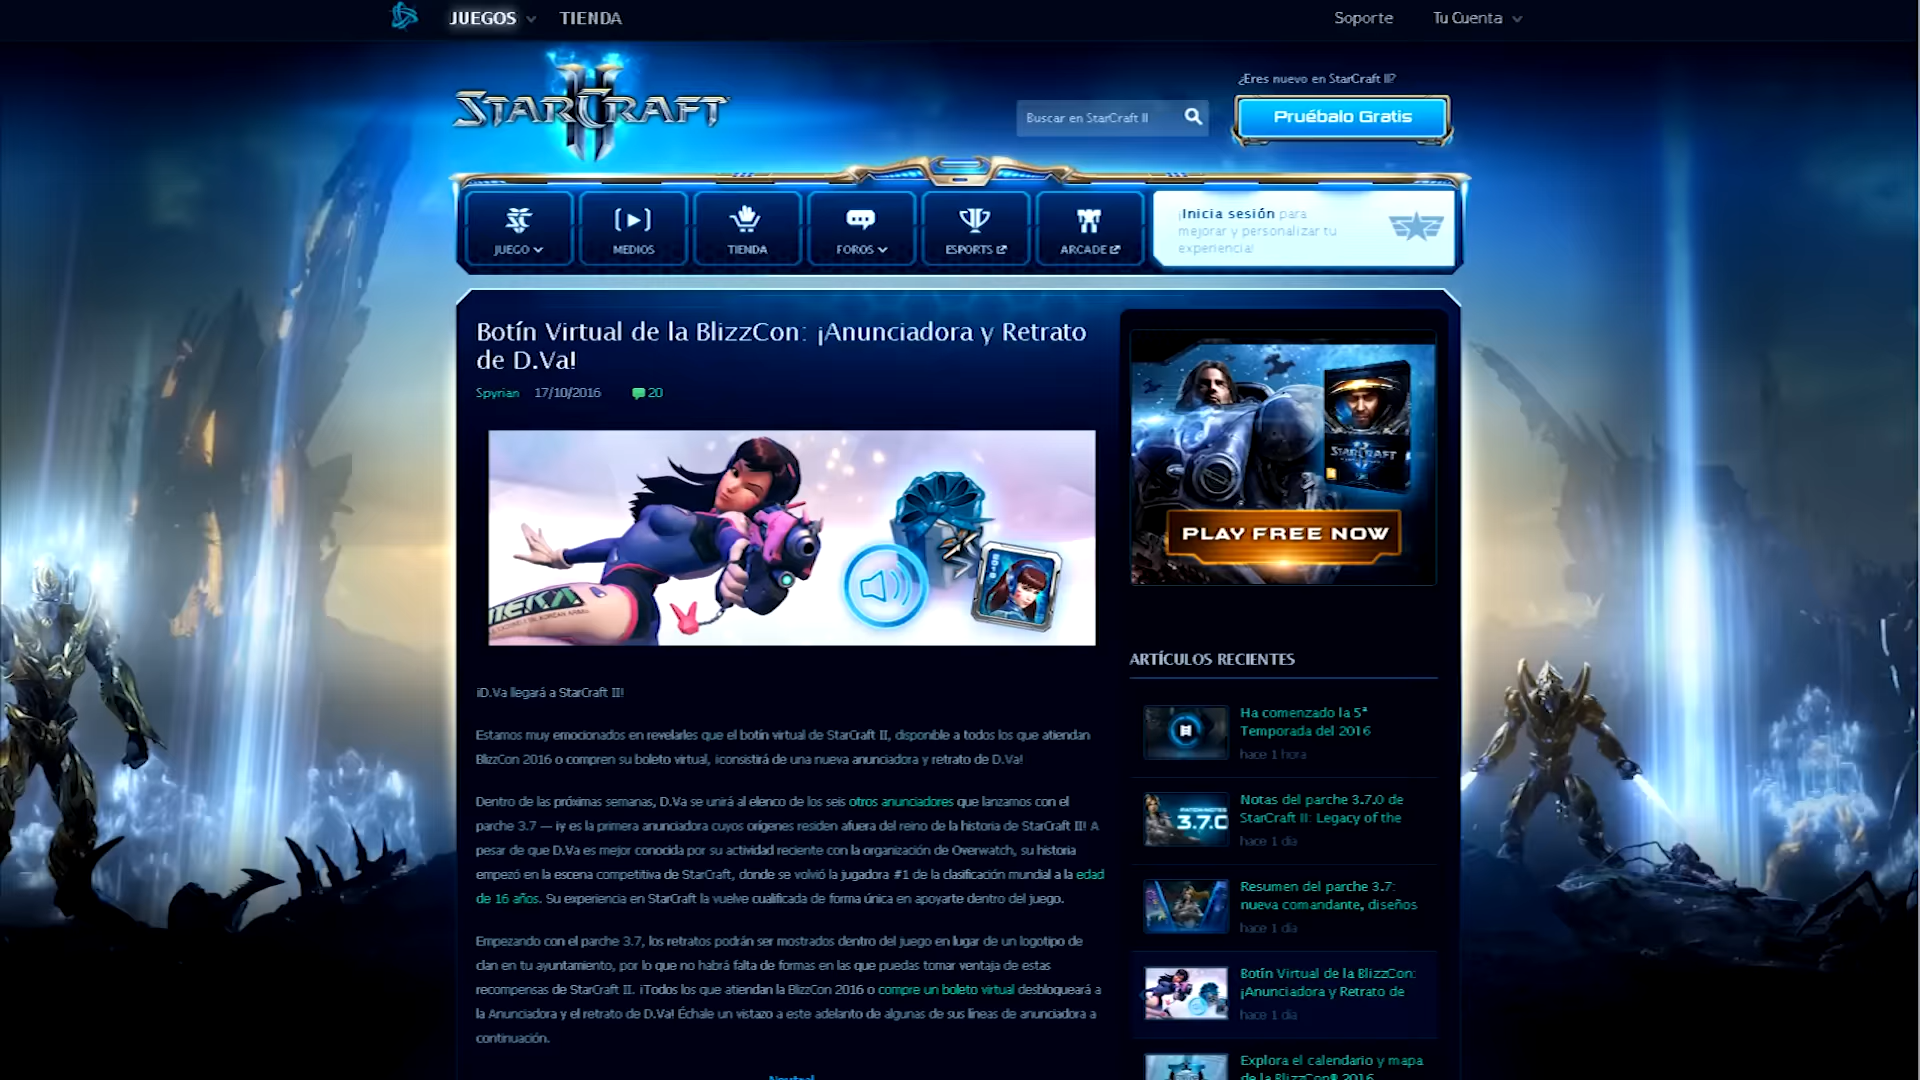 JUEGOS TIENDA Soporte Tu Cuenta
STARCRAFT II
¿Eres nuevo en StarCraft II?
Buscar en StarCraft II
Pruébalo Gratis
JUEGO MEDIOS TIENDA FOROS ESPORTS ARCADE
¡Inicia sesión para
mejorar y personalizar tu
experiencia!
Botín Virtual de la BlizzCon: ¡Anunciadora y Retrato
de D.Va!
Spyrian 17/10/2016 20
MEKA
STARCRAFT
PLAY FREE NOW
¡D.Va llegará a StarCraft II!
Estamos muy emocionados en revelarles que el botín virtual de StarCraft II, disponible a todos los que atiendan
BlizzCon 2016 o compren su boleto virtual, ¡consistirá de una nueva anunciadora y retrato de D.Va!
Dentro de las próximas semanas, D.Va se unirá al elenco de los seis otros anunciadores que lanzamos con el
parche 3.7 — ¡y es la primera anunciadora cuyos orígenes residen afuera del reino de la historia de StarCraft II! A
pesar de que D.Va es mejor conocida por su actividad reciente con la organización de Overwatch, su historia
empezó en la escena competitiva de StarCraft, donde se volvió la jugadora #1 de la clasificación mundial a la edad
de 16 años. Su experiencia en StarCraft la vuelve cualificada de forma única en apoyarte dentro del juego.
Empezando con el parche 3.7, los retratos podrán ser mostrados dentro del juego en lugar de un logotipo de
clan en tu ayuntamiento, por lo que no habrá falta de formas en las que puedas tomar ventaja de estas
recompensas de StarCraft II. ¡Todos los que atiendan la BlizzCon 2016 o compre un boleto virtual desbloqueará a
la Anunciadora y el retrato de D.Va! Échale un vistazo a este adelanto de algunas de sus líneas de anunciadora a
continuación.
Neutral
ARTÍCULOS RECIENTES
Ha comenzado la 5ª
Temporada del 2016
hace 1 hora
PATCH NOTES
3.7.0
Notas del parche 3.7.0 de
StarCraft II: Legacy of the
hace 1 día
Resumen del parche 3.7:
nueva comandante, diseños
hace 1 día
Botín Virtual de la BlizzCon:
¡Anunciadora y Retrato de
hace 1 día
Explora el calendario y mapa
de la BlizzCon® 2016